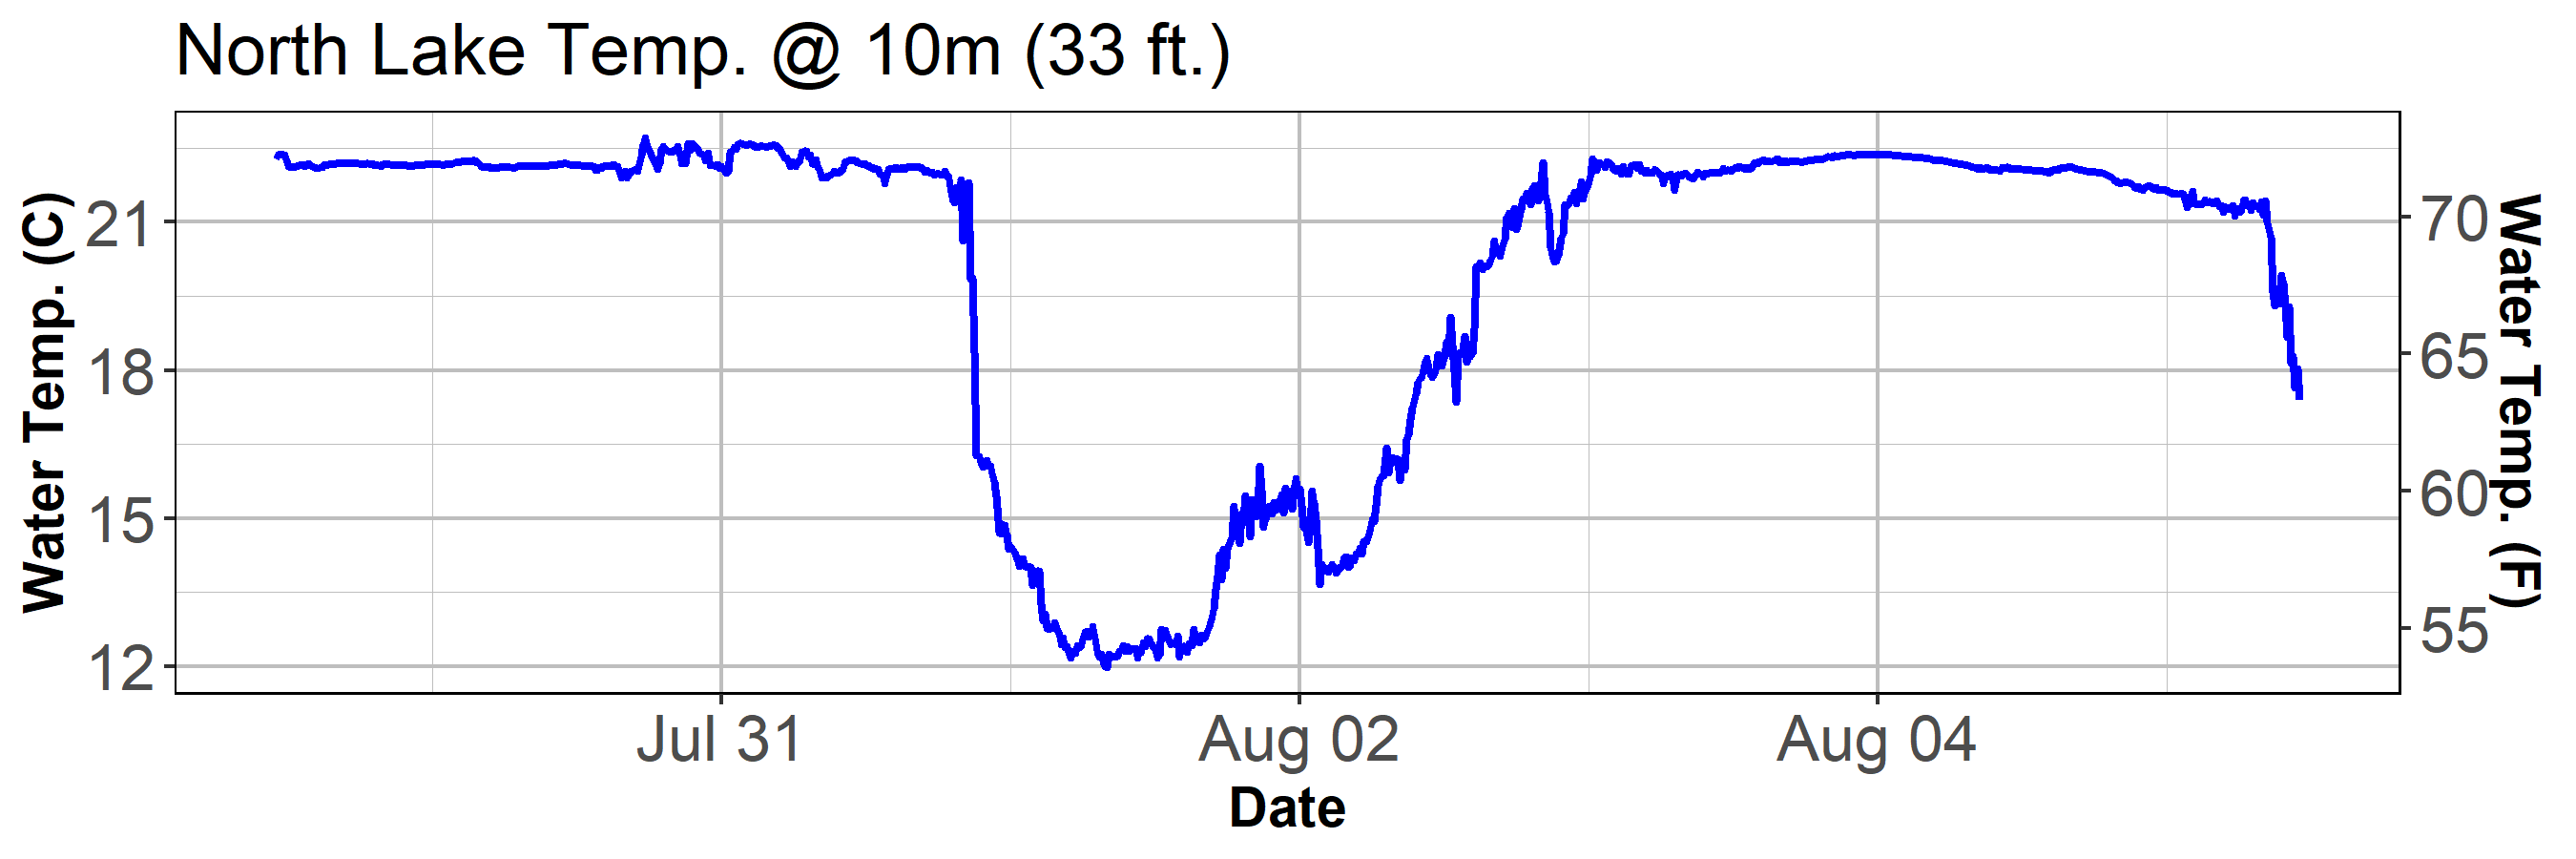 North Lake Temp. @ 10m (33 ft.)
Water Temp. (C)
21
18
15
12
70
65
60
55
Water Temp. (F)
Jul 31
Aug 02
Aug 04
Date